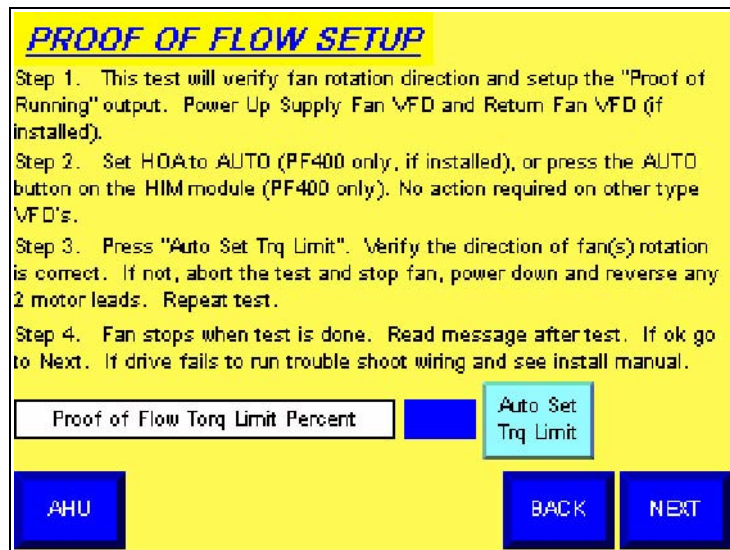 PROOF OF FLOW SETUP
Step 1. This test will verify fan rotation direction and setup the "Proof of
Running" output. Power Up Supply Fan VFD and Return Fan VFD (if
installed).
Step 2. Set HOA to AUTO (PF400 only, if installed), or press the AUTO
button on the HIM module (PF400 only). No action required on other type
VFD's.
Step 3. Press "Auto Set Trq Limit". Verify the direction of fan(s) rotation
is correct. If not, abort the test and stop fan, power down and reverse any
2 motor leads. Repeat test.
Step 4. Fan stops when test is done. Read message after test. If ok go
to Next. If drive fails to run trouble shoot wiring and see install manual.
Proof of Flow Torq Limit Percent
Auto Set
Trq Limit
AHU
BACK
NEXT